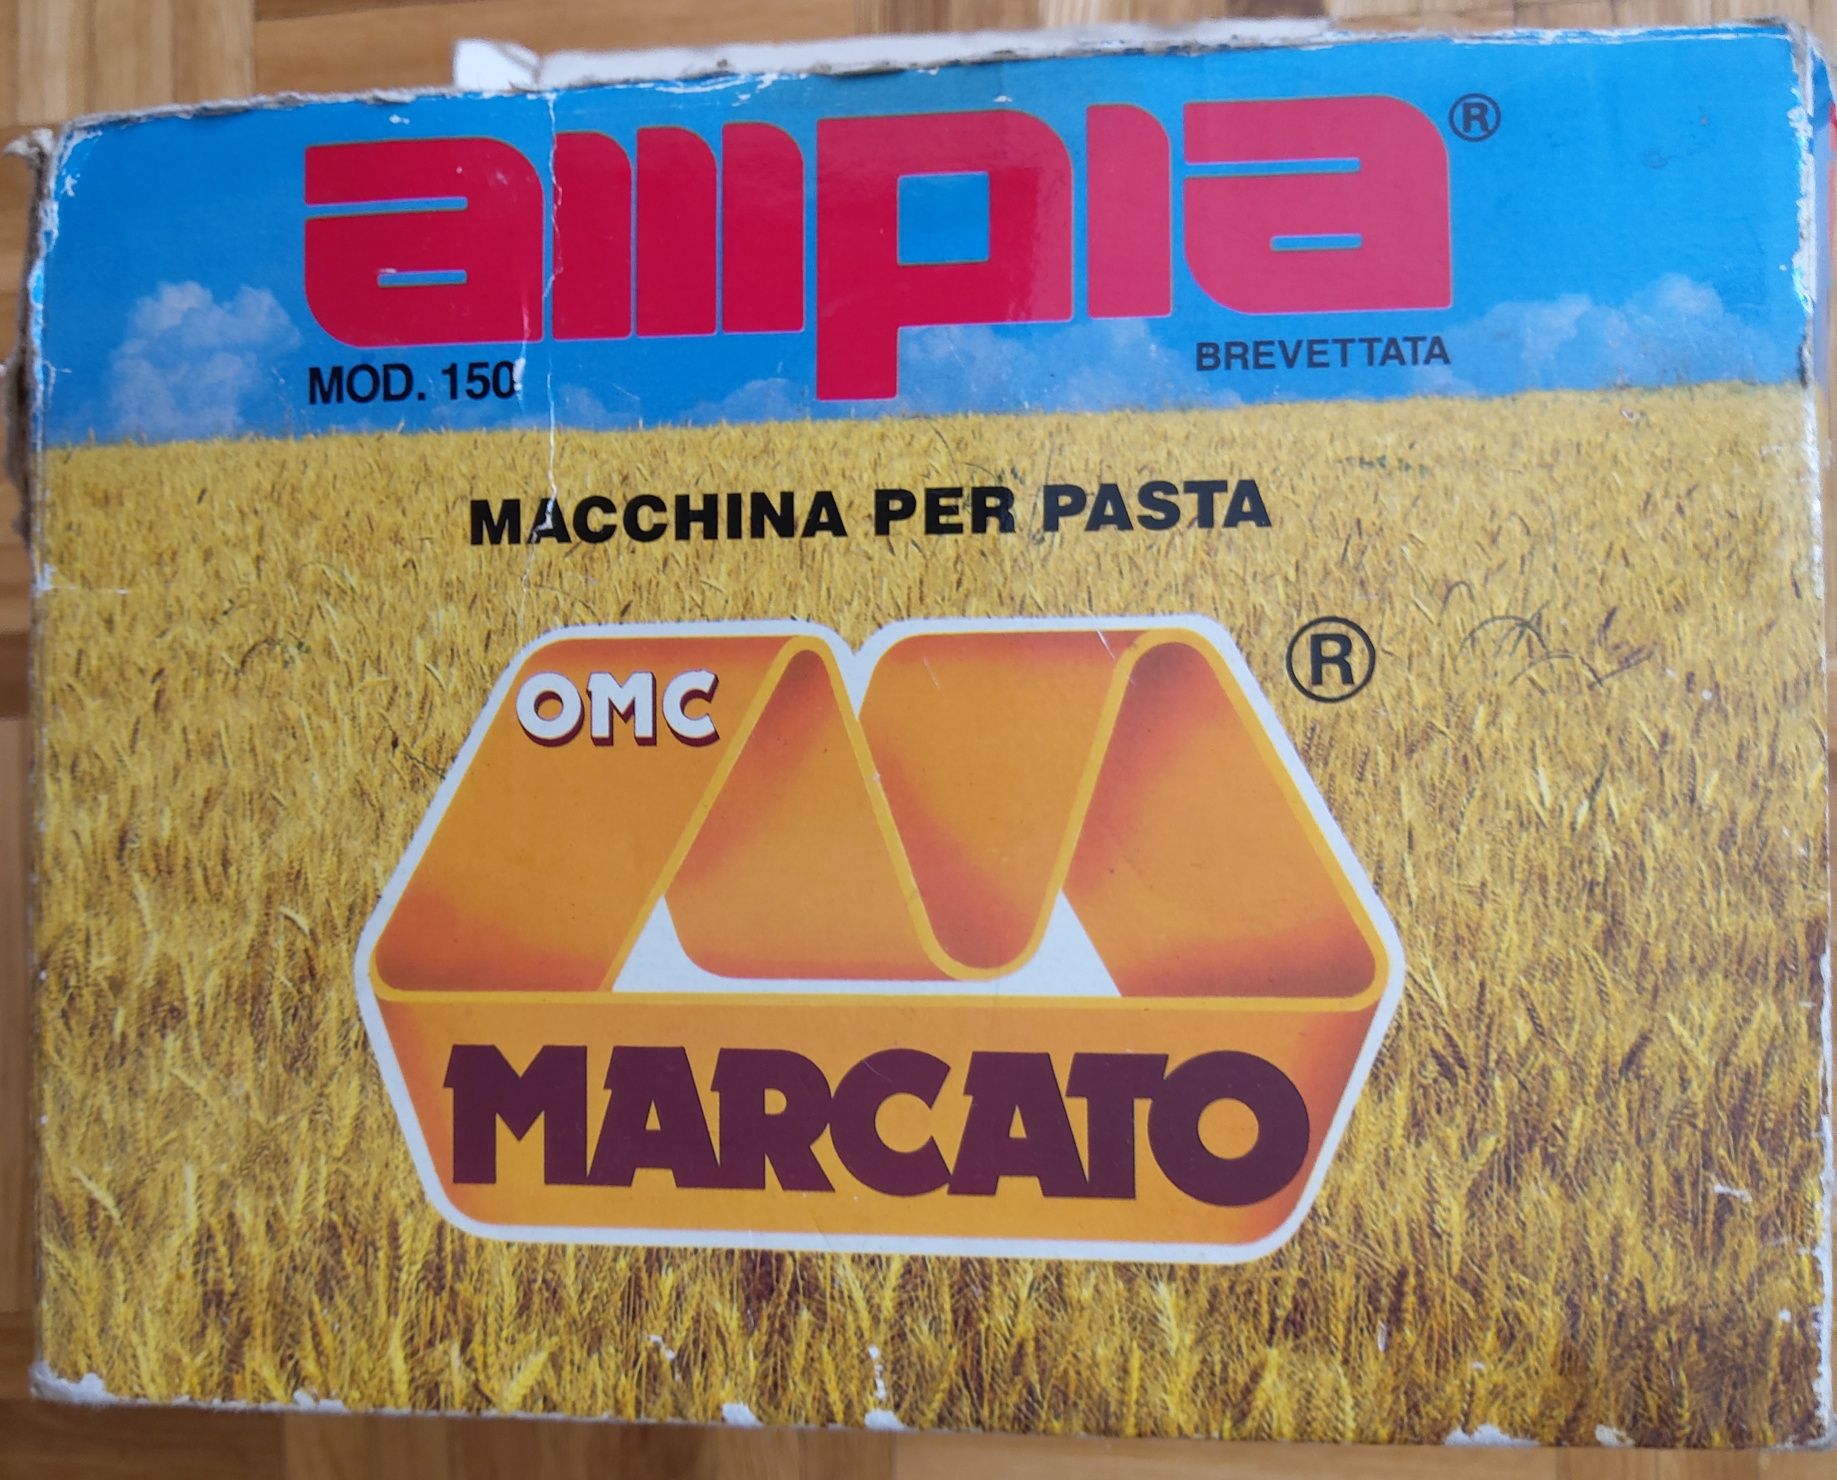 ampia ®
MOD. 150
BREVETTATA
MACCHINA PER PASTA
OMC
®
MARCATO